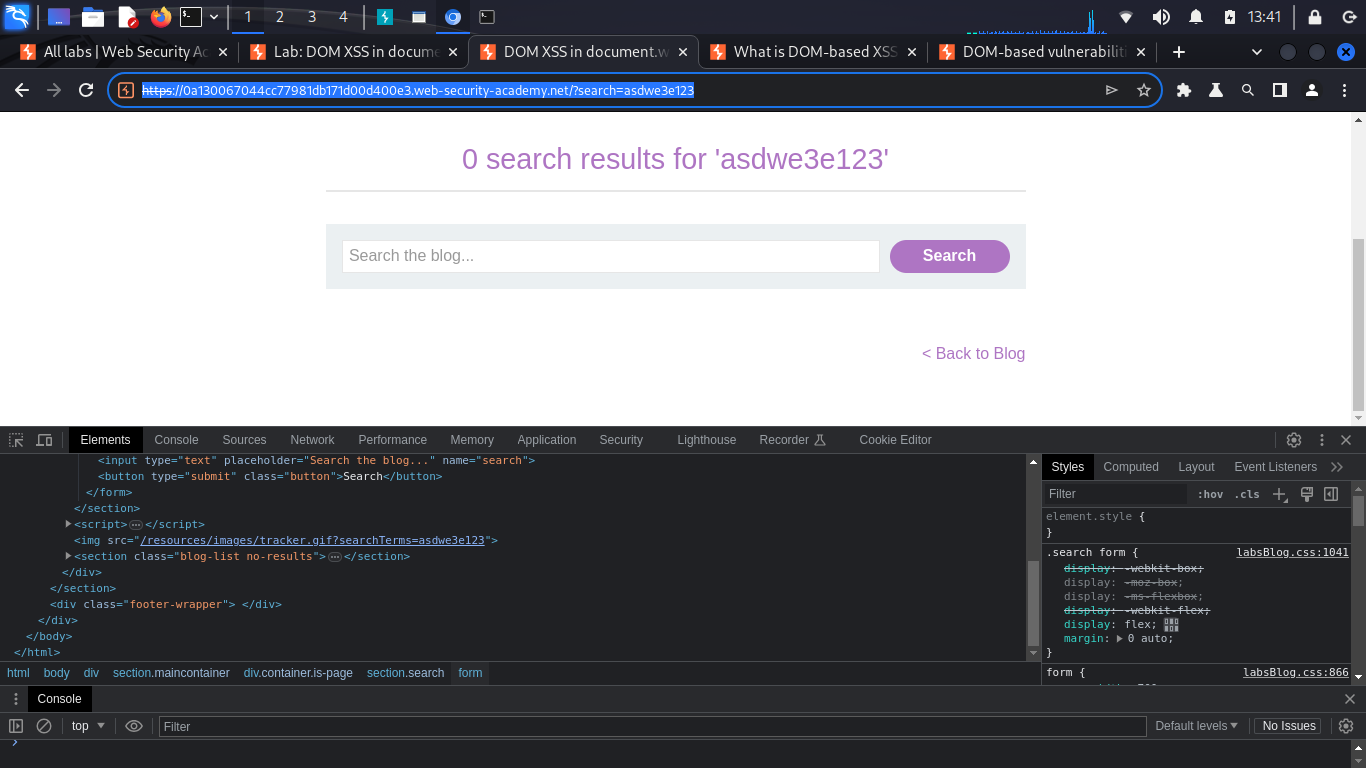 1 2 3 4 13:41
All labs | Web Security Ac
Lab: DOM XSS in docume
DOM XSS in document.w
What is DOM-based XSS
DOM-based vulnerabiliti
https://0a130067044cc77981db171d00d400e3.web-security-academy.net/?search=asdwe3e123
0 search results for 'asdwe3e123'
Search the blog... Search
< Back to Blog
Elements Console Sources Network Performance Memory Application Security Lighthouse Recorder Cookie Editor
<input type="text" placeholder="Search the blog..." name="search">
<button type="submit" class="button">Search</button>
</form>
</section>
<script>…</script>
<img src="/resources/images/tracker.gif?searchTerms=asdwe3e123">
<section class="blog-list no-results">…</section>
</div>
</section>
<div class="footer-wrapper"> </div>
</div>
</body>
</html>
html body div section.maincontainer div.container.is-page section.search form
Styles Computed Layout Event Listeners
Filter :hov .cls
element.style {
}
.search form { labsBlog.css:1041
display: -webkit-box;
display: -moz-box;
display: -ms-flexbox;
display: -webkit-flex;
display: flex;
margin: 0 auto;
}
form { labsBlog.css:866
Console
top Filter Default levels No Issues